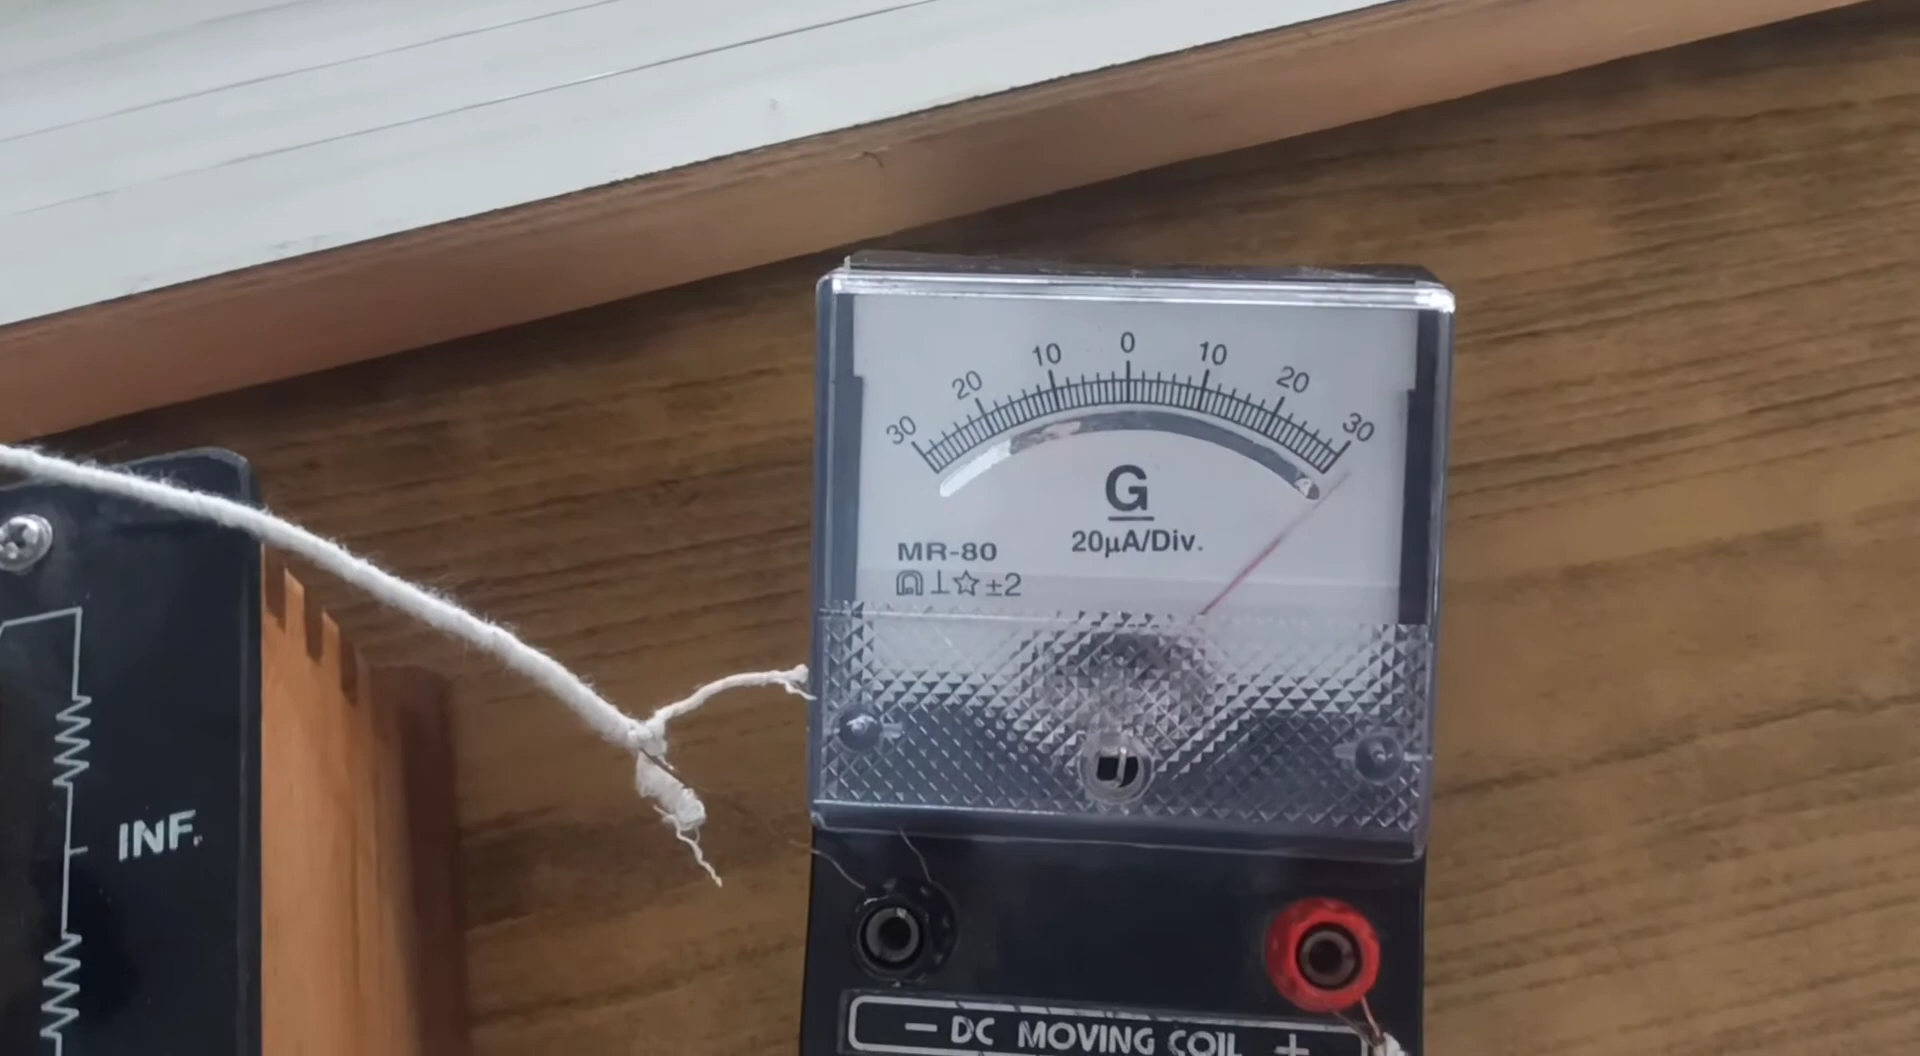 30 20 10 0 10 20 30
G
20µA/Div.
MR-80
±2
INF.
− DC MOVING COIL +